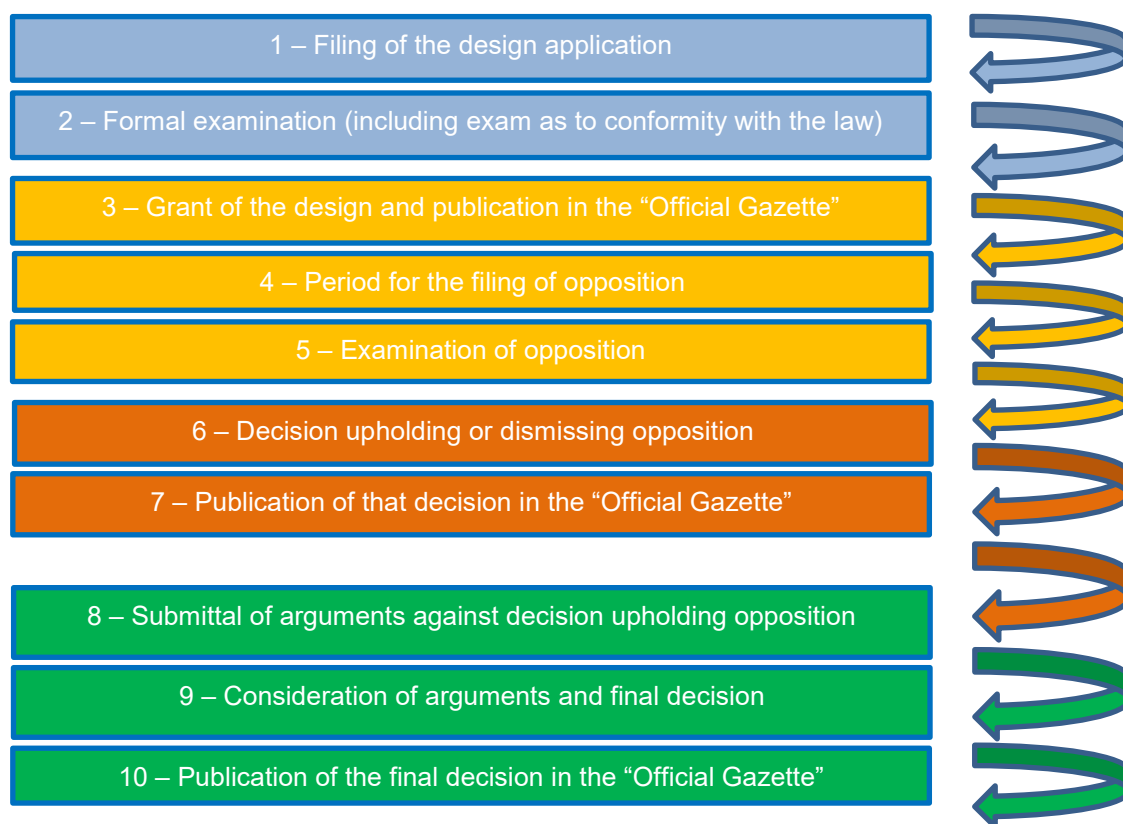 1 – Filing of the design application
2 – Formal examination (including exam as to conformity with the law)
3 – Grant of the design and publication in the “Official Gazette”
4 – Period for the filing of opposition
5 – Examination of opposition
6 – Decision upholding or dismissing opposition
7 – Publication of that decision in the “Official Gazette”
8 – Submittal of arguments against decision upholding opposition
9 – Consideration of arguments and final decision
10 – Publication of the final decision in the “Official Gazette”